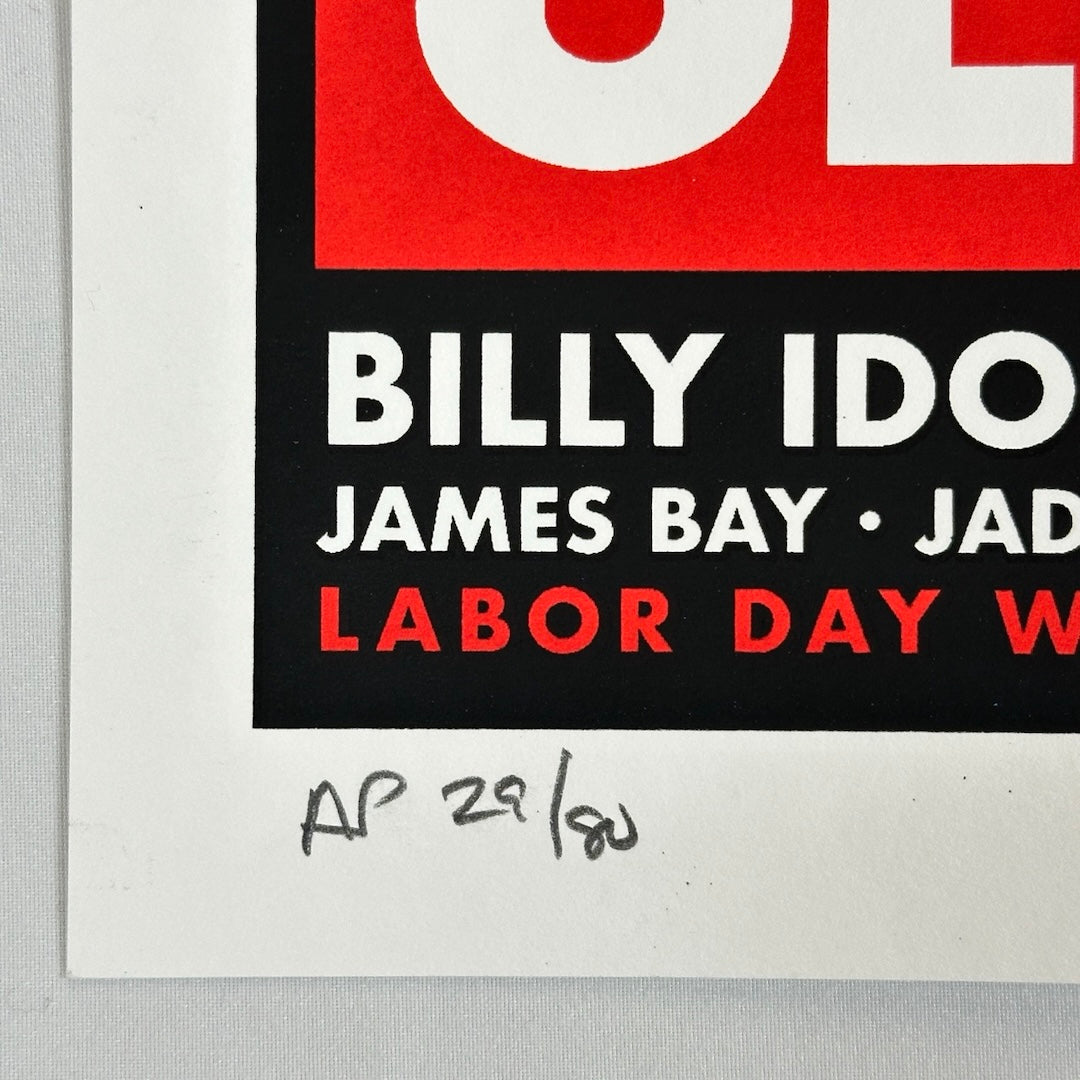 BILLY IDO
JAMES BAY • JAD
LABOR DAY W
AP 29/80